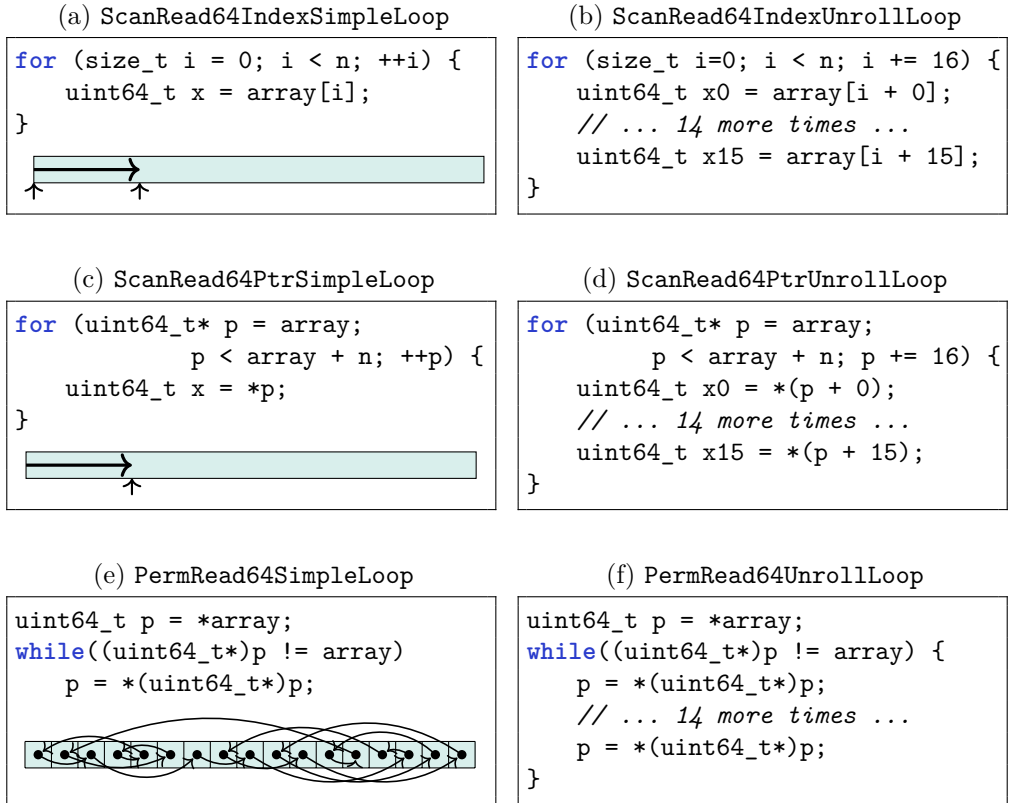 (a) ScanRead64IndexSimpleLoop
for (size_t i = 0; i < n; ++i) {
    uint64_t x = array[i];
}
(b) ScanRead64IndexUnrollLoop
for (size_t i=0; i < n; i += 16) {
    uint64_t x0 = array[i + 0];
    // ... 14 more times ...
    uint64_t x15 = array[i + 15];
}
(c) ScanRead64PtrSimpleLoop
for (uint64_t* p = array;
            p < array + n; ++p) {
    uint64_t x = *p;
}
(d) ScanRead64PtrUnrollLoop
for (uint64_t* p = array;
          p < array + n; p += 16) {
    uint64_t x0 = *(p + 0);
    // ... 14 more times ...
    uint64_t x15 = *(p + 15);
}
(e) PermRead64SimpleLoop
uint64_t p = *array;
while((uint64_t*)p != array)
    p = *(uint64_t*)p;
(f) PermRead64UnrollLoop
uint64_t p = *array;
while((uint64_t*)p != array) {
    p = *(uint64_t*)p;
    // ... 14 more times ...
    p = *(uint64_t*)p;
}